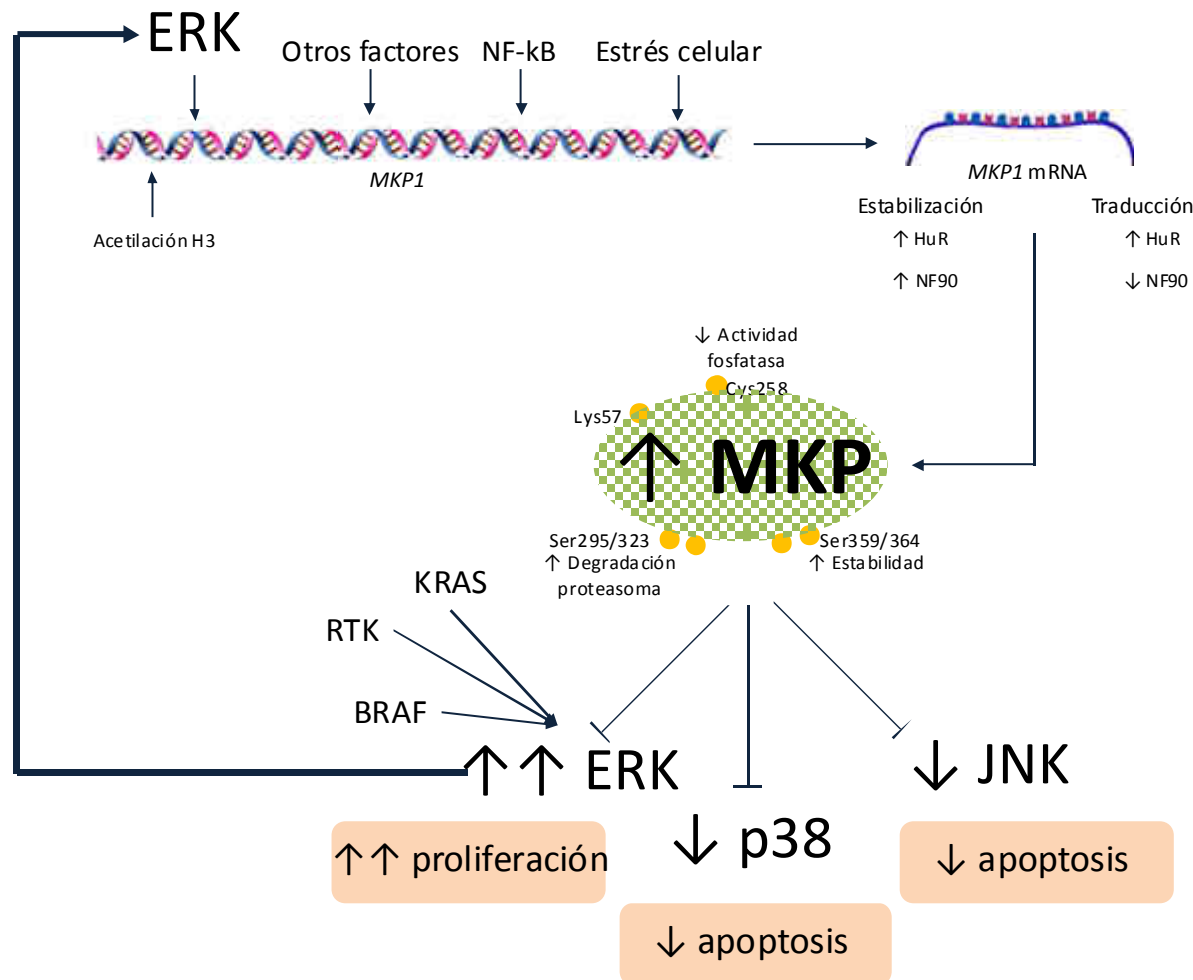 ERK
Otros factores
NF-kB
Estrés celular
MKP1
Acetilación H3
MKP1 mRNA
Estabilización
↑ HuR
↑ NF90
Traducción
↑ HuR
↓ NF90
↓ Actividad
fosfatasa
Cys258
Lys57
↑ MKP
Ser295/323
↑ Degradación
proteasoma
Ser359/364
↑ Estabilidad
KRAS
RTK
BRAF
↑ ↑ ERK
↓ JNK
↓ p38
↑↑ proliferación
↓ apoptosis
↓ apoptosis